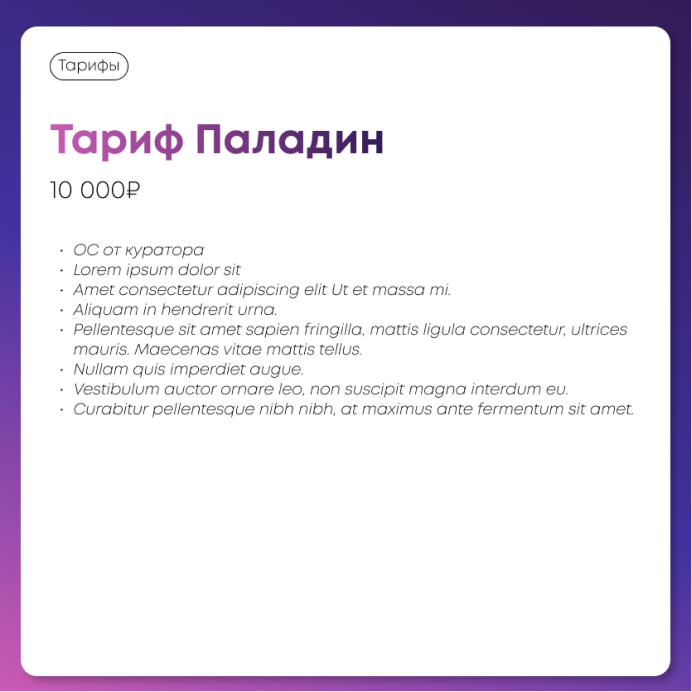 Тарифы
Тариф Паладин
10 000₽
• ОС от куратора
• Lorem ipsum dolor sit
• Amet consectetur adipiscing elit Ut et massa mi.
• Aliquam in hendrerit urna.
• Pellentesque sit amet sapien fringilla, mattis ligula consectetur, ultrices
mauris. Maecenas vitae mattis tellus.
• Nullam quis imperdiet augue.
• Vestibulum auctor ornare leo, non suscipit magna interdum eu.
• Curabitur pellentesque nibh nibh, at maximus ante fermentum sit amet.